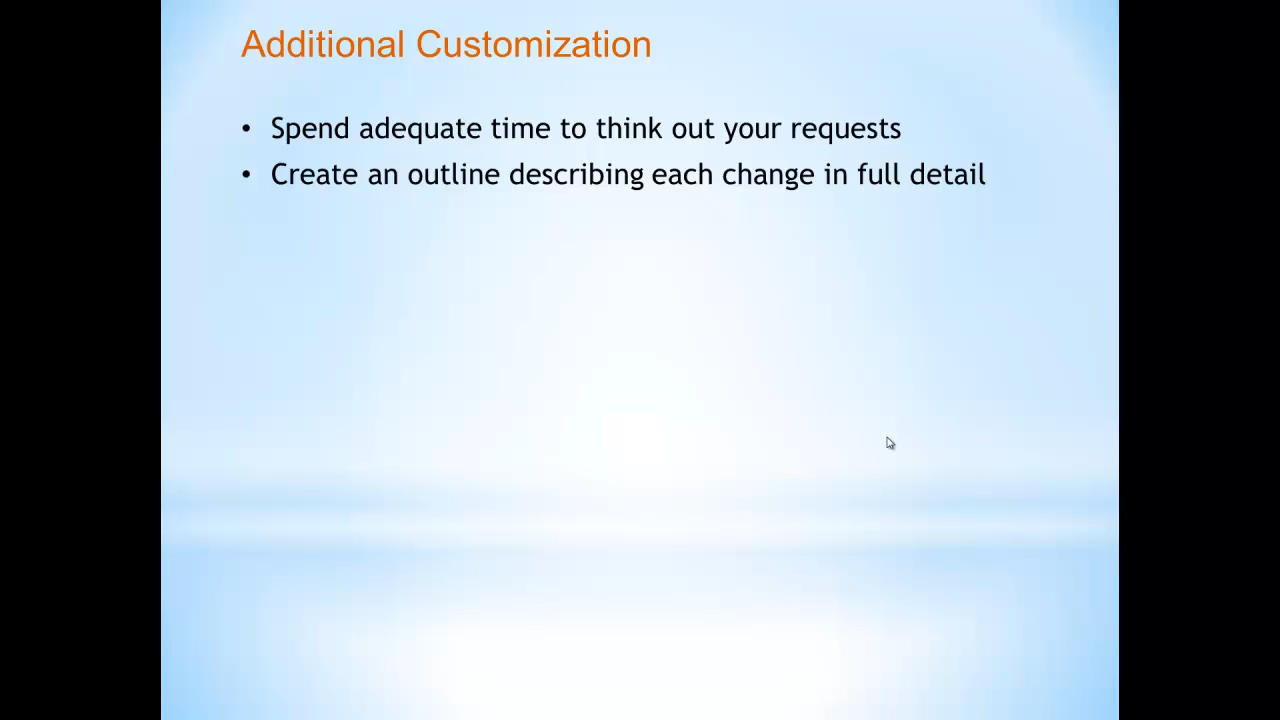 Additional Customization
• Spend adequate time to think out your requests
• Create an outline describing each change in full detail